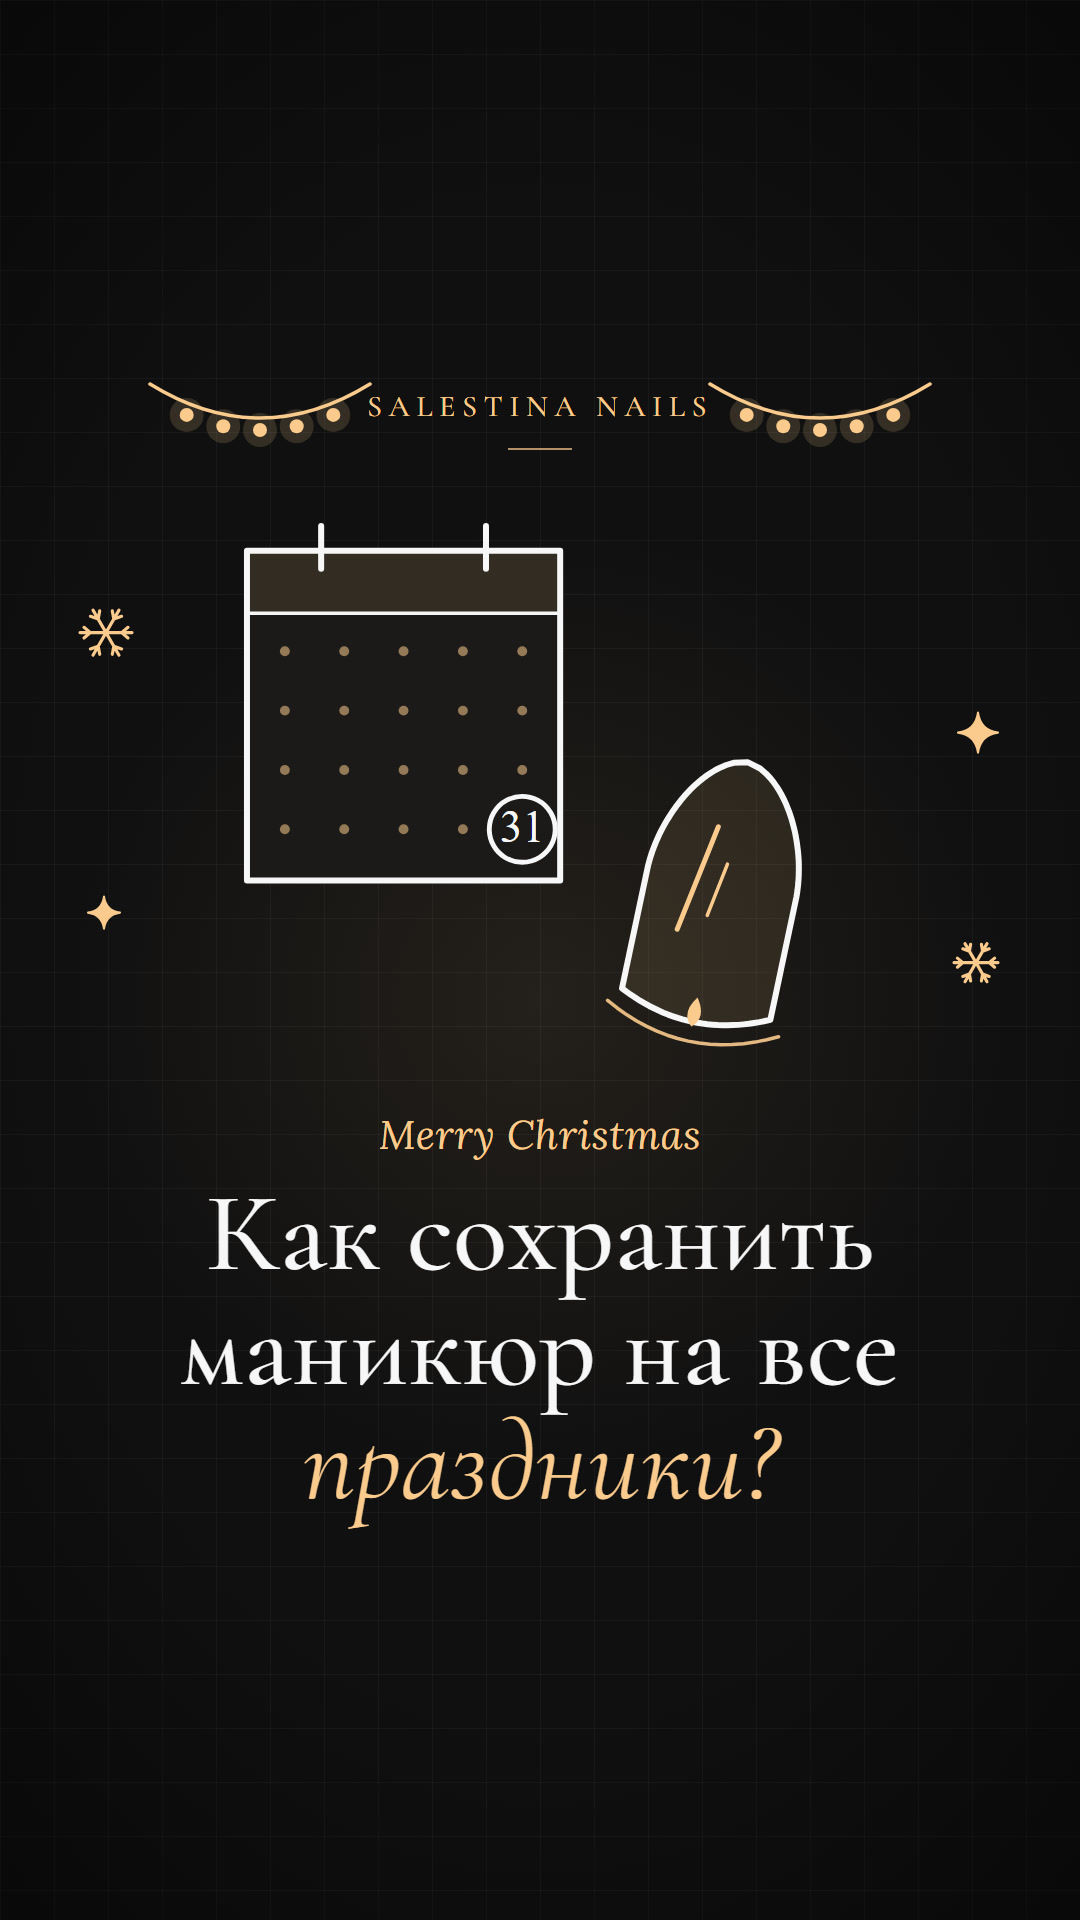 SALESTINA NAILS
31
Merry Christmas
Как сохранить
маникюр на все
праздники?